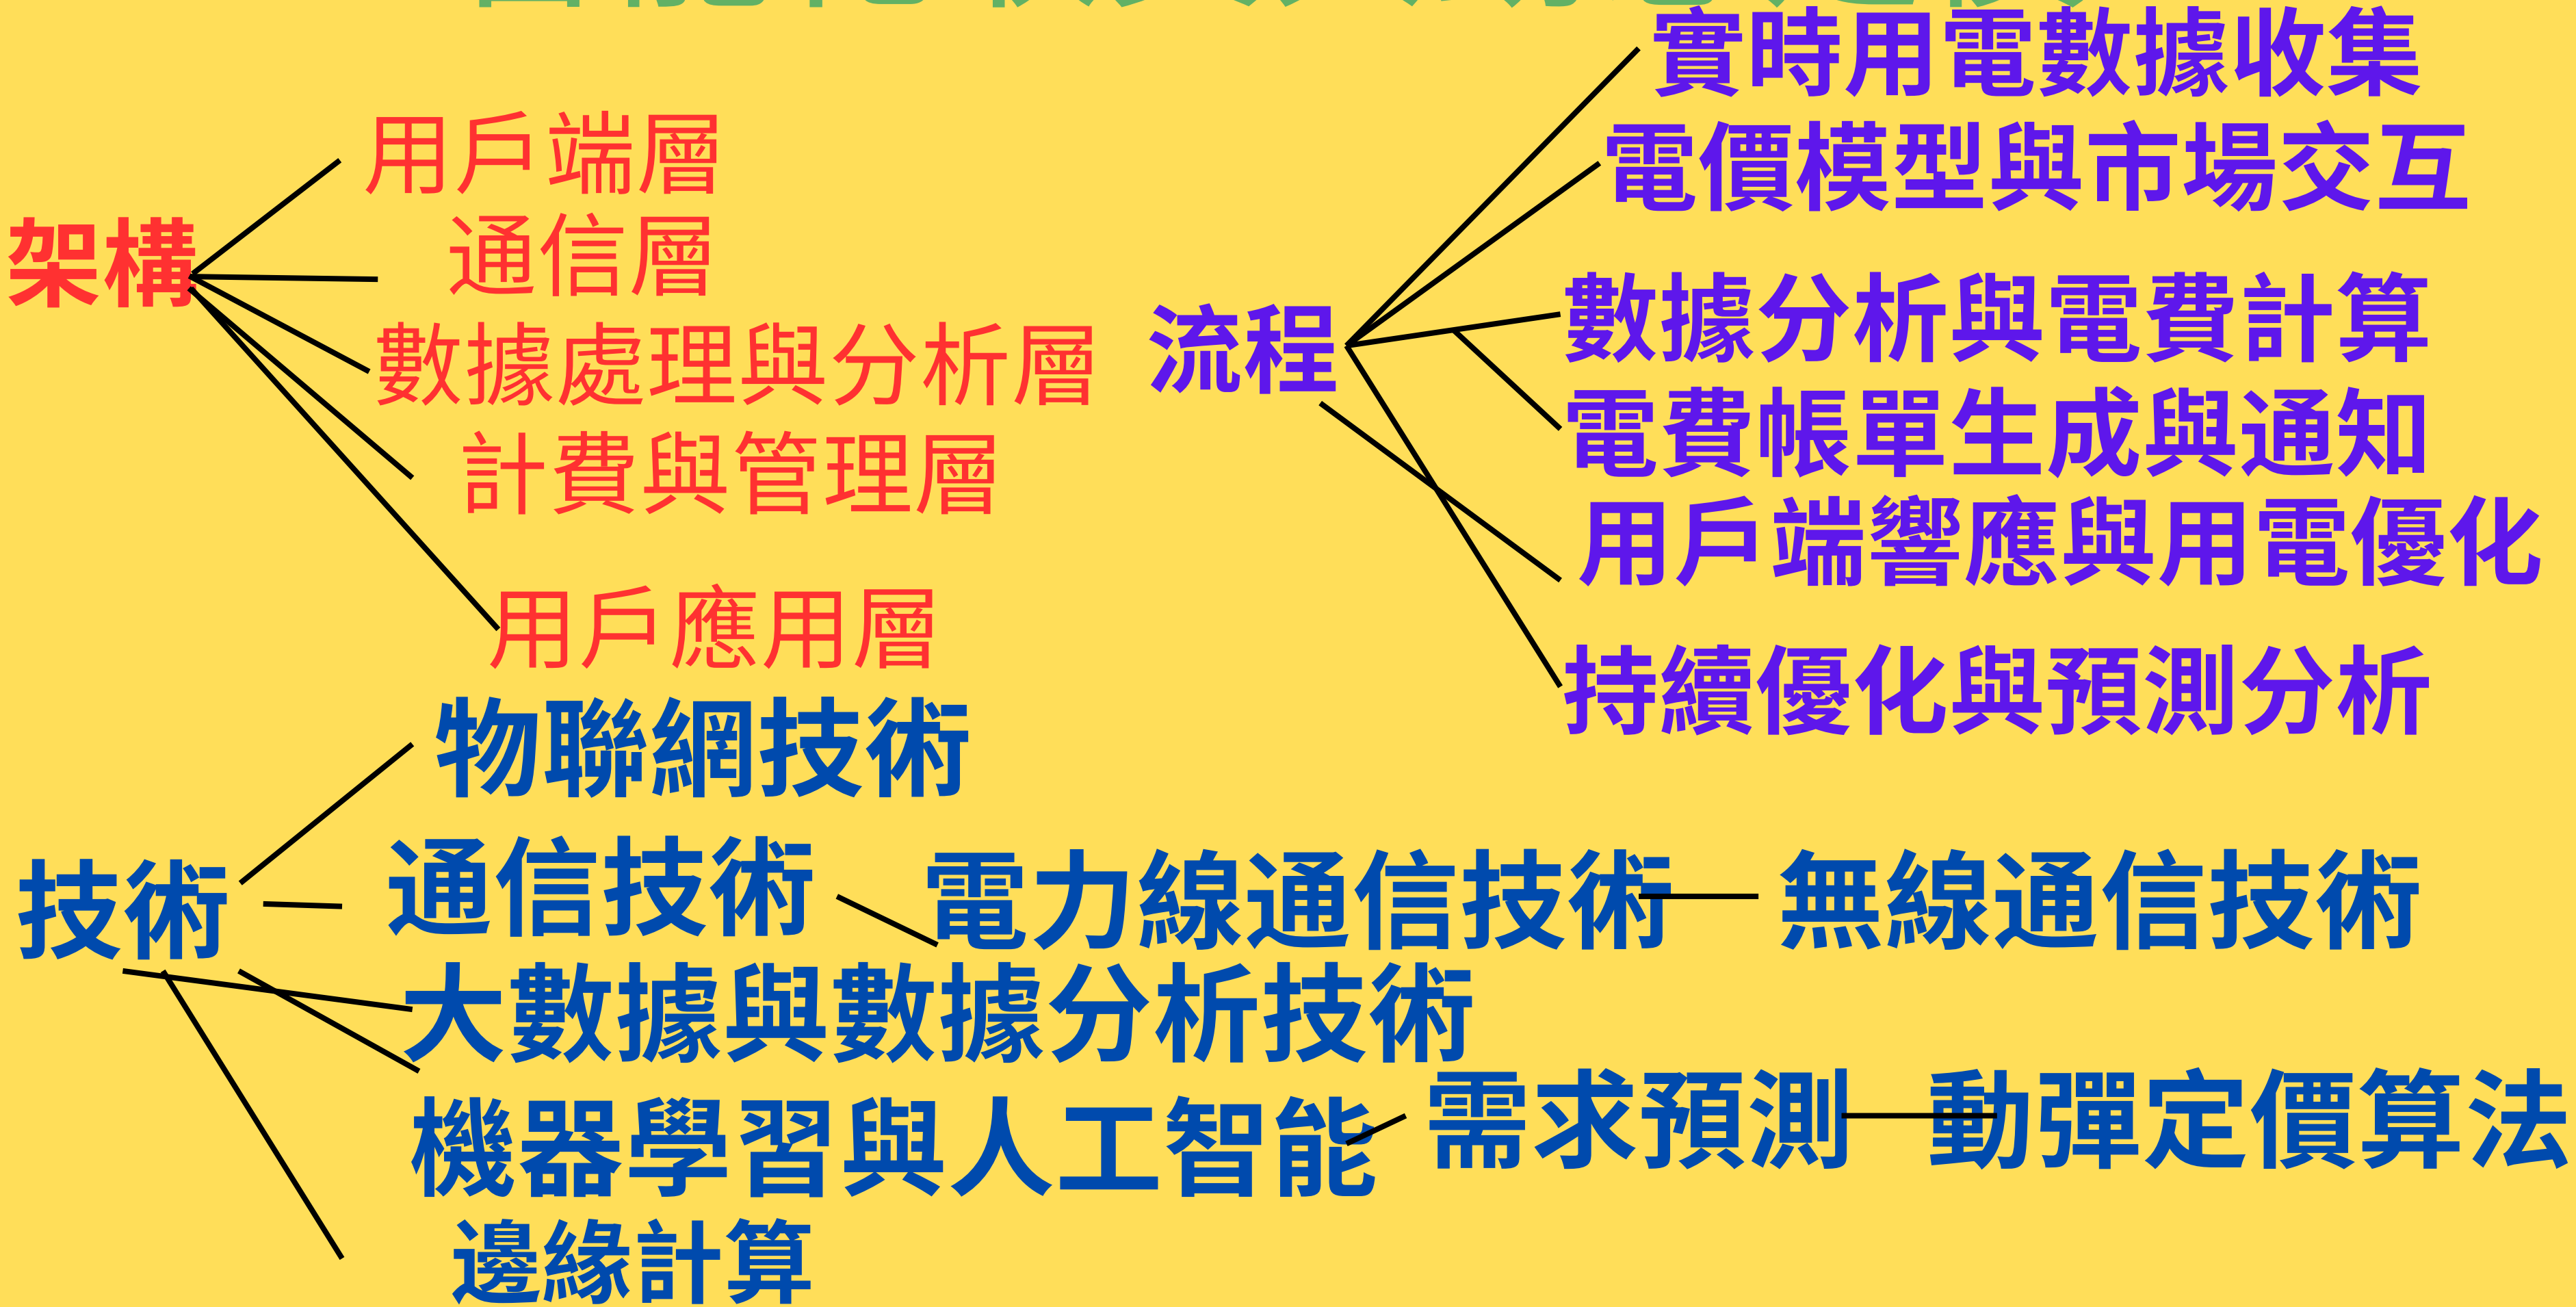 架構
用戶端層
通信層
數據處理與分析層
計費與管理層
用戶應用層
流程
實時用電數據收集
電價模型與市場交互
數據分析與電費計算
電費帳單生成與通知
用戶端響應與用電優化
持續優化與預測分析
技術
物聯網技術
通信技術
電力線通信技術
無線通信技術
大數據與數據分析技術
機器學習與人工智能
需求預測
動彈定價算法
邊緣計算